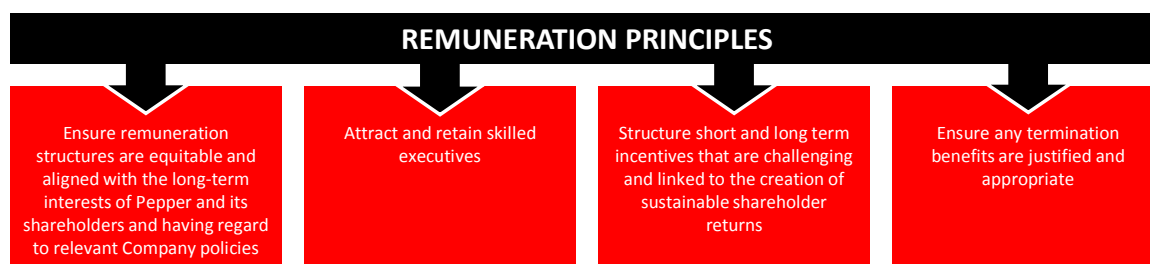 REMUNERATION PRINCIPLES
Ensure remuneration
structures are equitable and
aligned with the long-term
interests of Pepper and its
shareholders and having regard
to relevant Company policies
Attract and retain skilled
executives
Structure short and long term
incentives that are challenging
and linked to the creation of
sustainable shareholder
returns
Ensure any termination
benefits are justified and
appropriate